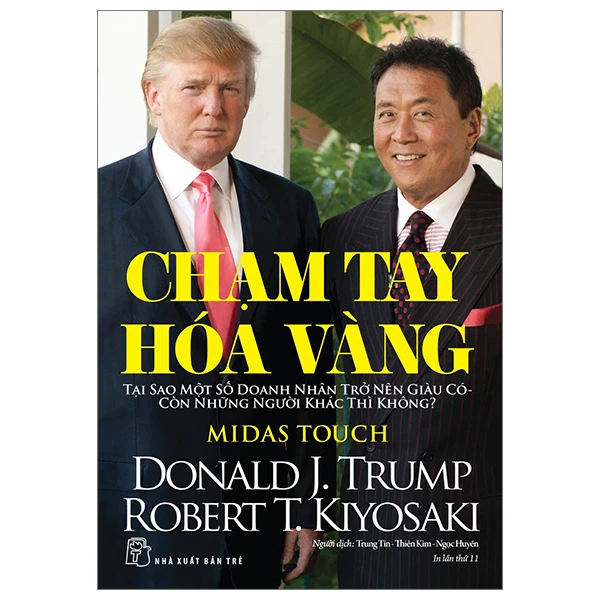 CHẠM TAY
HÓA VÀNG
TẠI SAO MỘT SỐ DOANH NHÂN TRỞ NÊN GIÀU CÓ-
CÒN NHỮNG NGƯỜI KHÁC THÌ KHÔNG?
MIDAS TOUCH
DONALD J. TRUMP
ROBERT T. KIYOSAKI
Người dịch: Trung Tín - Thiên Kim - Ngọc Huyền
NHÀ XUẤT BẢN TRẺ
In lần thứ 11